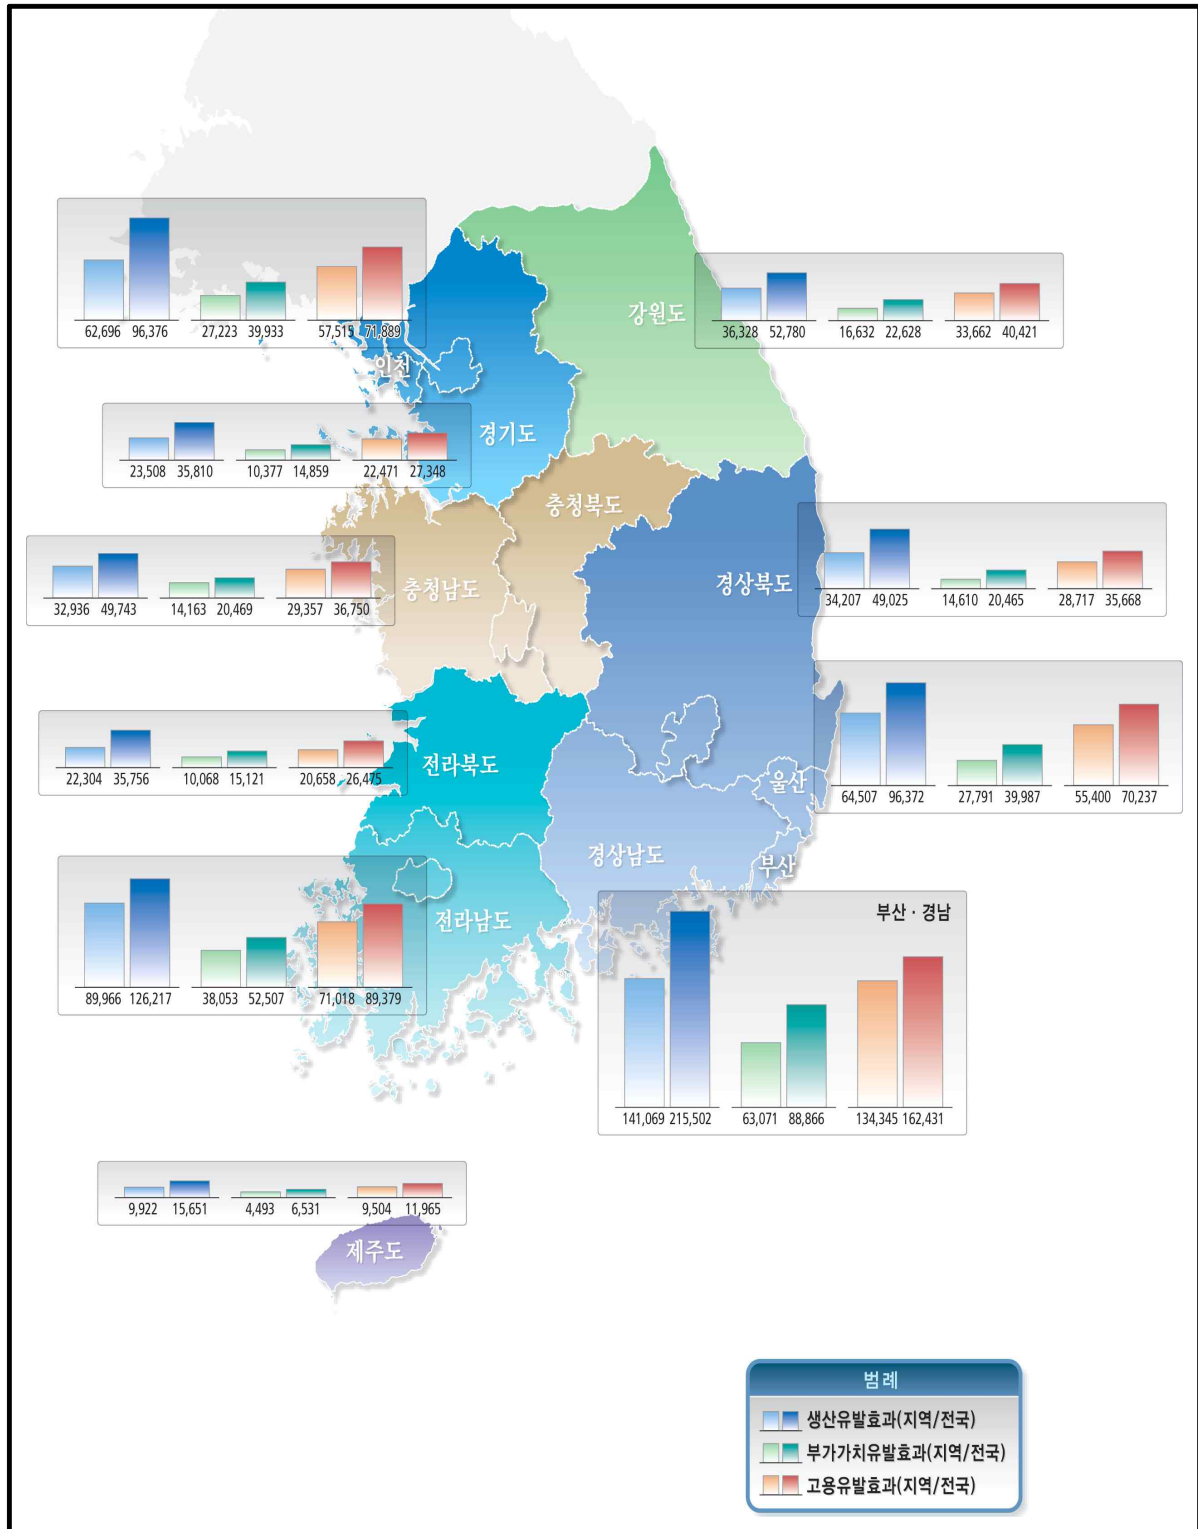 62,696 96,376 27,223 39,933 57,515 71,889
강원도
36,328 52,780 16,632 22,628 33,662 40,421
인천
경기도
23,508 35,810 10,377 14,859 22,471 27,348
충청북도
충청남도
32,936 49,743 14,163 20,469 29,357 36,750
경상북도
34,207 49,025 14,610 20,465 28,717 35,668
전라북도
22,304 35,756 10,068 15,121 20,658 26,475
울산
64,507 96,372 27,791 39,987 55,400 70,237
경상남도
부산
전라남도
89,966 126,217 38,053 52,507 71,018 89,379
부산 · 경남
141,069 215,502 63,071 88,866 134,345 162,431
9,922 15,651 4,493 6,531 9,504 11,965
제주도
범례
생산유발효과(지역/전국)
부가가치유발효과(지역/전국)
고용유발효과(지역/전국)